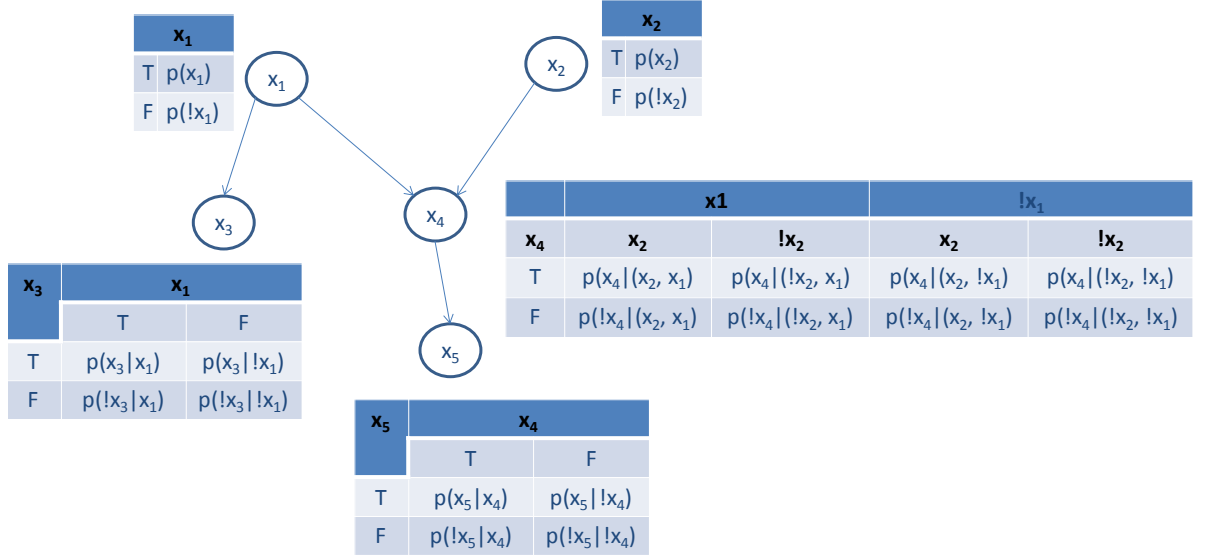 x₁
T p(x₁)
F p(!x₁)
x₁
x₂
x₂
T p(x₂)
F p(!x₂)
x₃
x₄
x1 !x₁
x₄ x₂ !x₂ x₂ !x₂
T p(x₄|(x₂, x₁) p(x₄|(!x₂, x₁) p(x₄|(x₂, !x₁) p(x₄|(!x₂, !x₁)
F p(!x₄|(x₂, x₁) p(!x₄|(!x₂, x₁) p(!x₄|(x₂, !x₁) p(!x₄|(!x₂, !x₁)
x₃ x₁
T F
T p(x₃|x₁) p(x₃|!x₁)
F p(!x₃|x₁) p(!x₃|!x₁)
x₅
x₅ x₄
T F
T p(x₅|x₄) p(x₅|!x₄)
F p(!x₅|x₄) p(!x₅|!x₄)